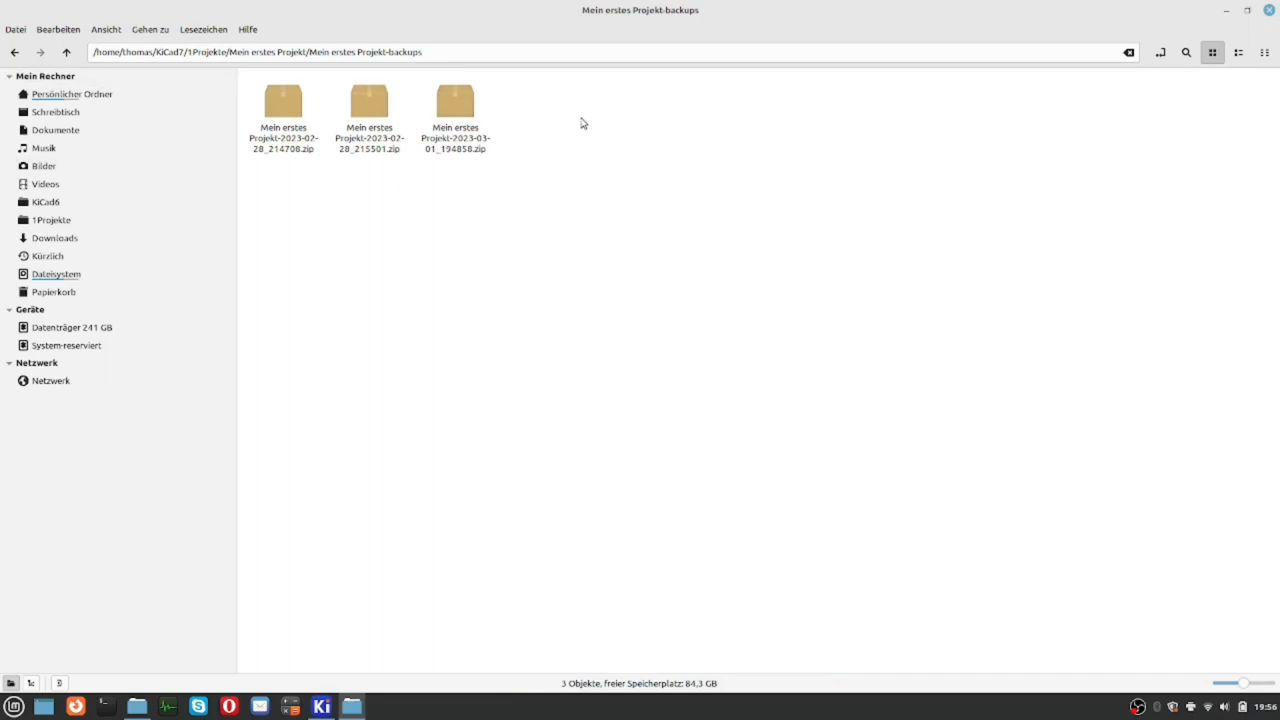 Mein erstes Projekt-backups
Datei Bearbeiten Ansicht Gehen zu Lesezeichen Hilfe
/home/thomas/KiCad7/1Projekte/Mein erstes Projekt/Mein erstes Projekt-backups
Mein Rechner
Persönlicher Ordner
Schreibtisch
Dokumente
Musik
Bilder
Videos
KiCad6
1Projekte
Downloads
Kürzlich
Dateisystem
Papierkorb
Geräte
Datenträger 241 GB
System-reserviert
Netzwerk
Netzwerk
Mein erstes
Projekt-2023-02-
28_214708.zip
Mein erstes
Projekt-2023-02-
28_215501.zip
Mein erstes
Projekt-2023-03-
01_194858.zip
3 Objekte, freier Speicherplatz: 84,3 GB
Ki
19:56